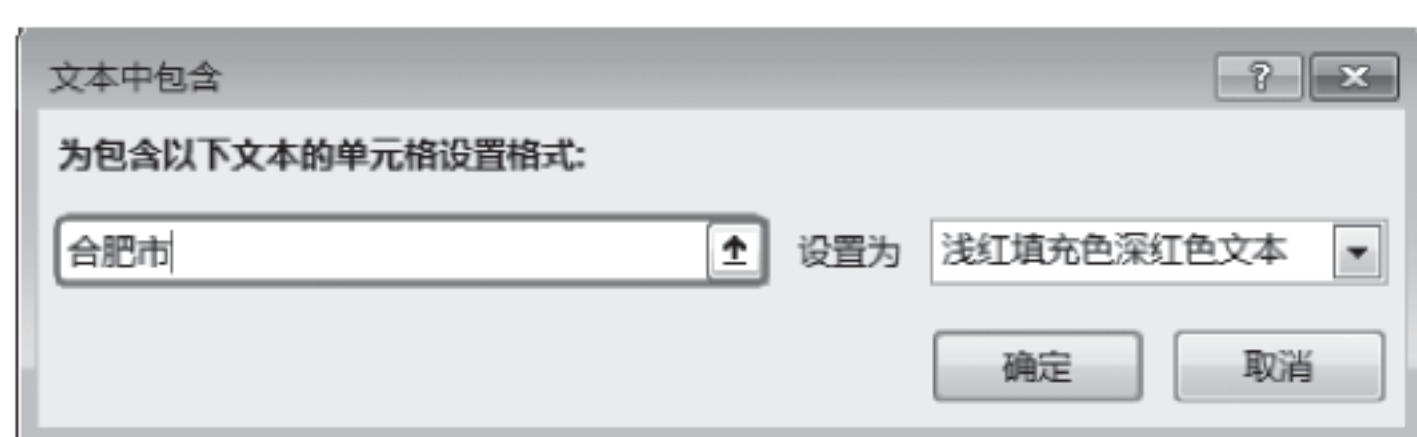 文本中包含
?
为包含以下文本的单元格设置格式:
合肥市 设置为 浅红填充色深红色文本
确定 取消